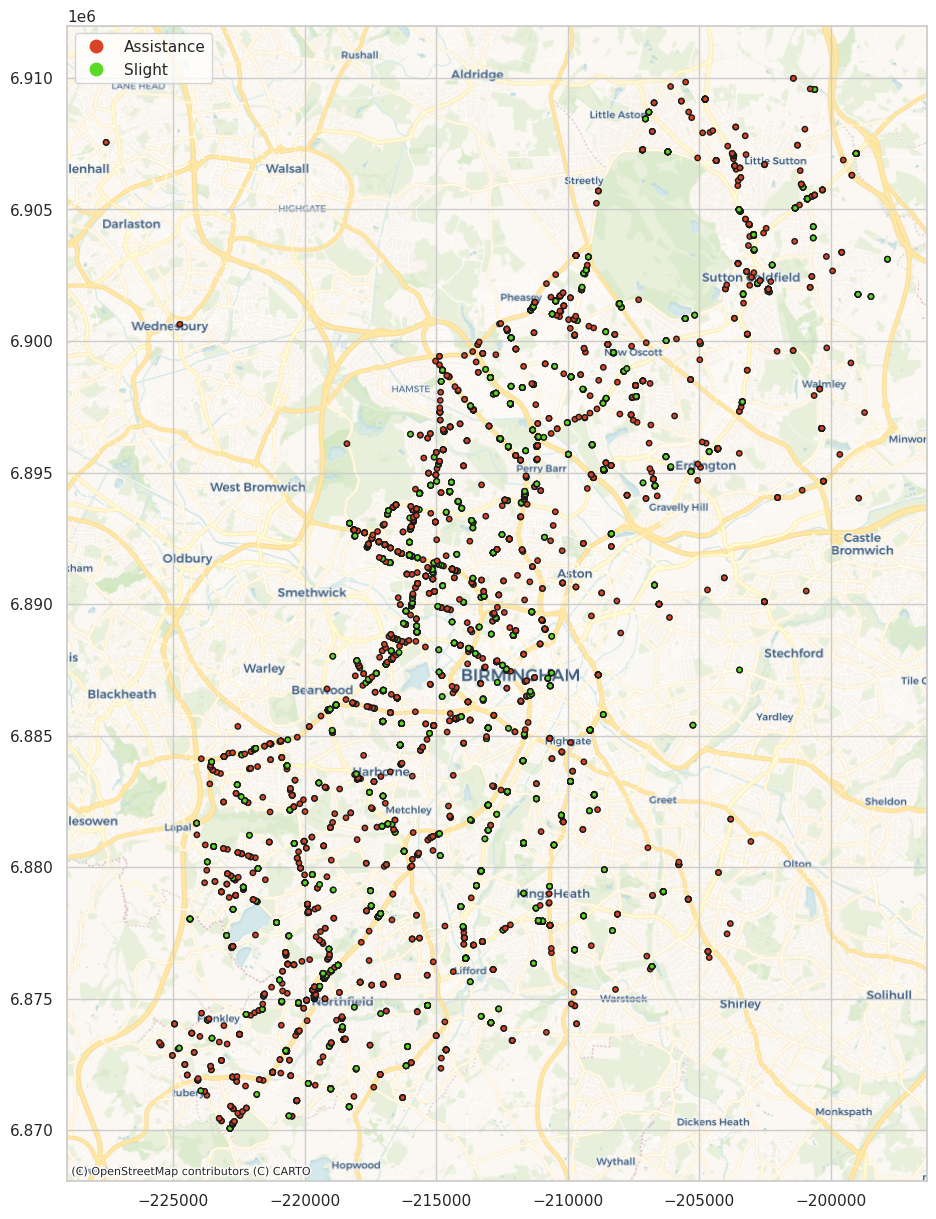 1e6
Assistance
Slight
Rushall
Aldridge
LANE HEAD
Little Aston
lenhall
Walsall
Little Sutton
Streetly
HIGHGATE
Darlaston
Sutton Coldfield
Pheasey
Wednesbury
New Oscott
HAMSTE
Walmley
Minwor
Perry Barr
Erdington
West Bromwich
Gravelly Hill
Castle
Bromwich
Oldbury
kham
Aston
Smethwick
Stechford
is
Warley
BIRMINGHAM
Tile C
Blackheath
Bearwood
Yardley
Highgate
Harborne
Greet
Sheldon
Metchley
lesowen
Lapal
Olton
Kings Heath
Lifford
Northfield
Warstock
Shirley
Solihull
Frankley
ubery
Monkspath
Dickens Heath
Hopwood
Wythall
(C) OpenStreetMap contributors (C) CARTO
6.910
6.905
6.900
6.895
6.890
6.885
6.880
6.875
6.870
−225000
−220000
−215000
−210000
−205000
−200000